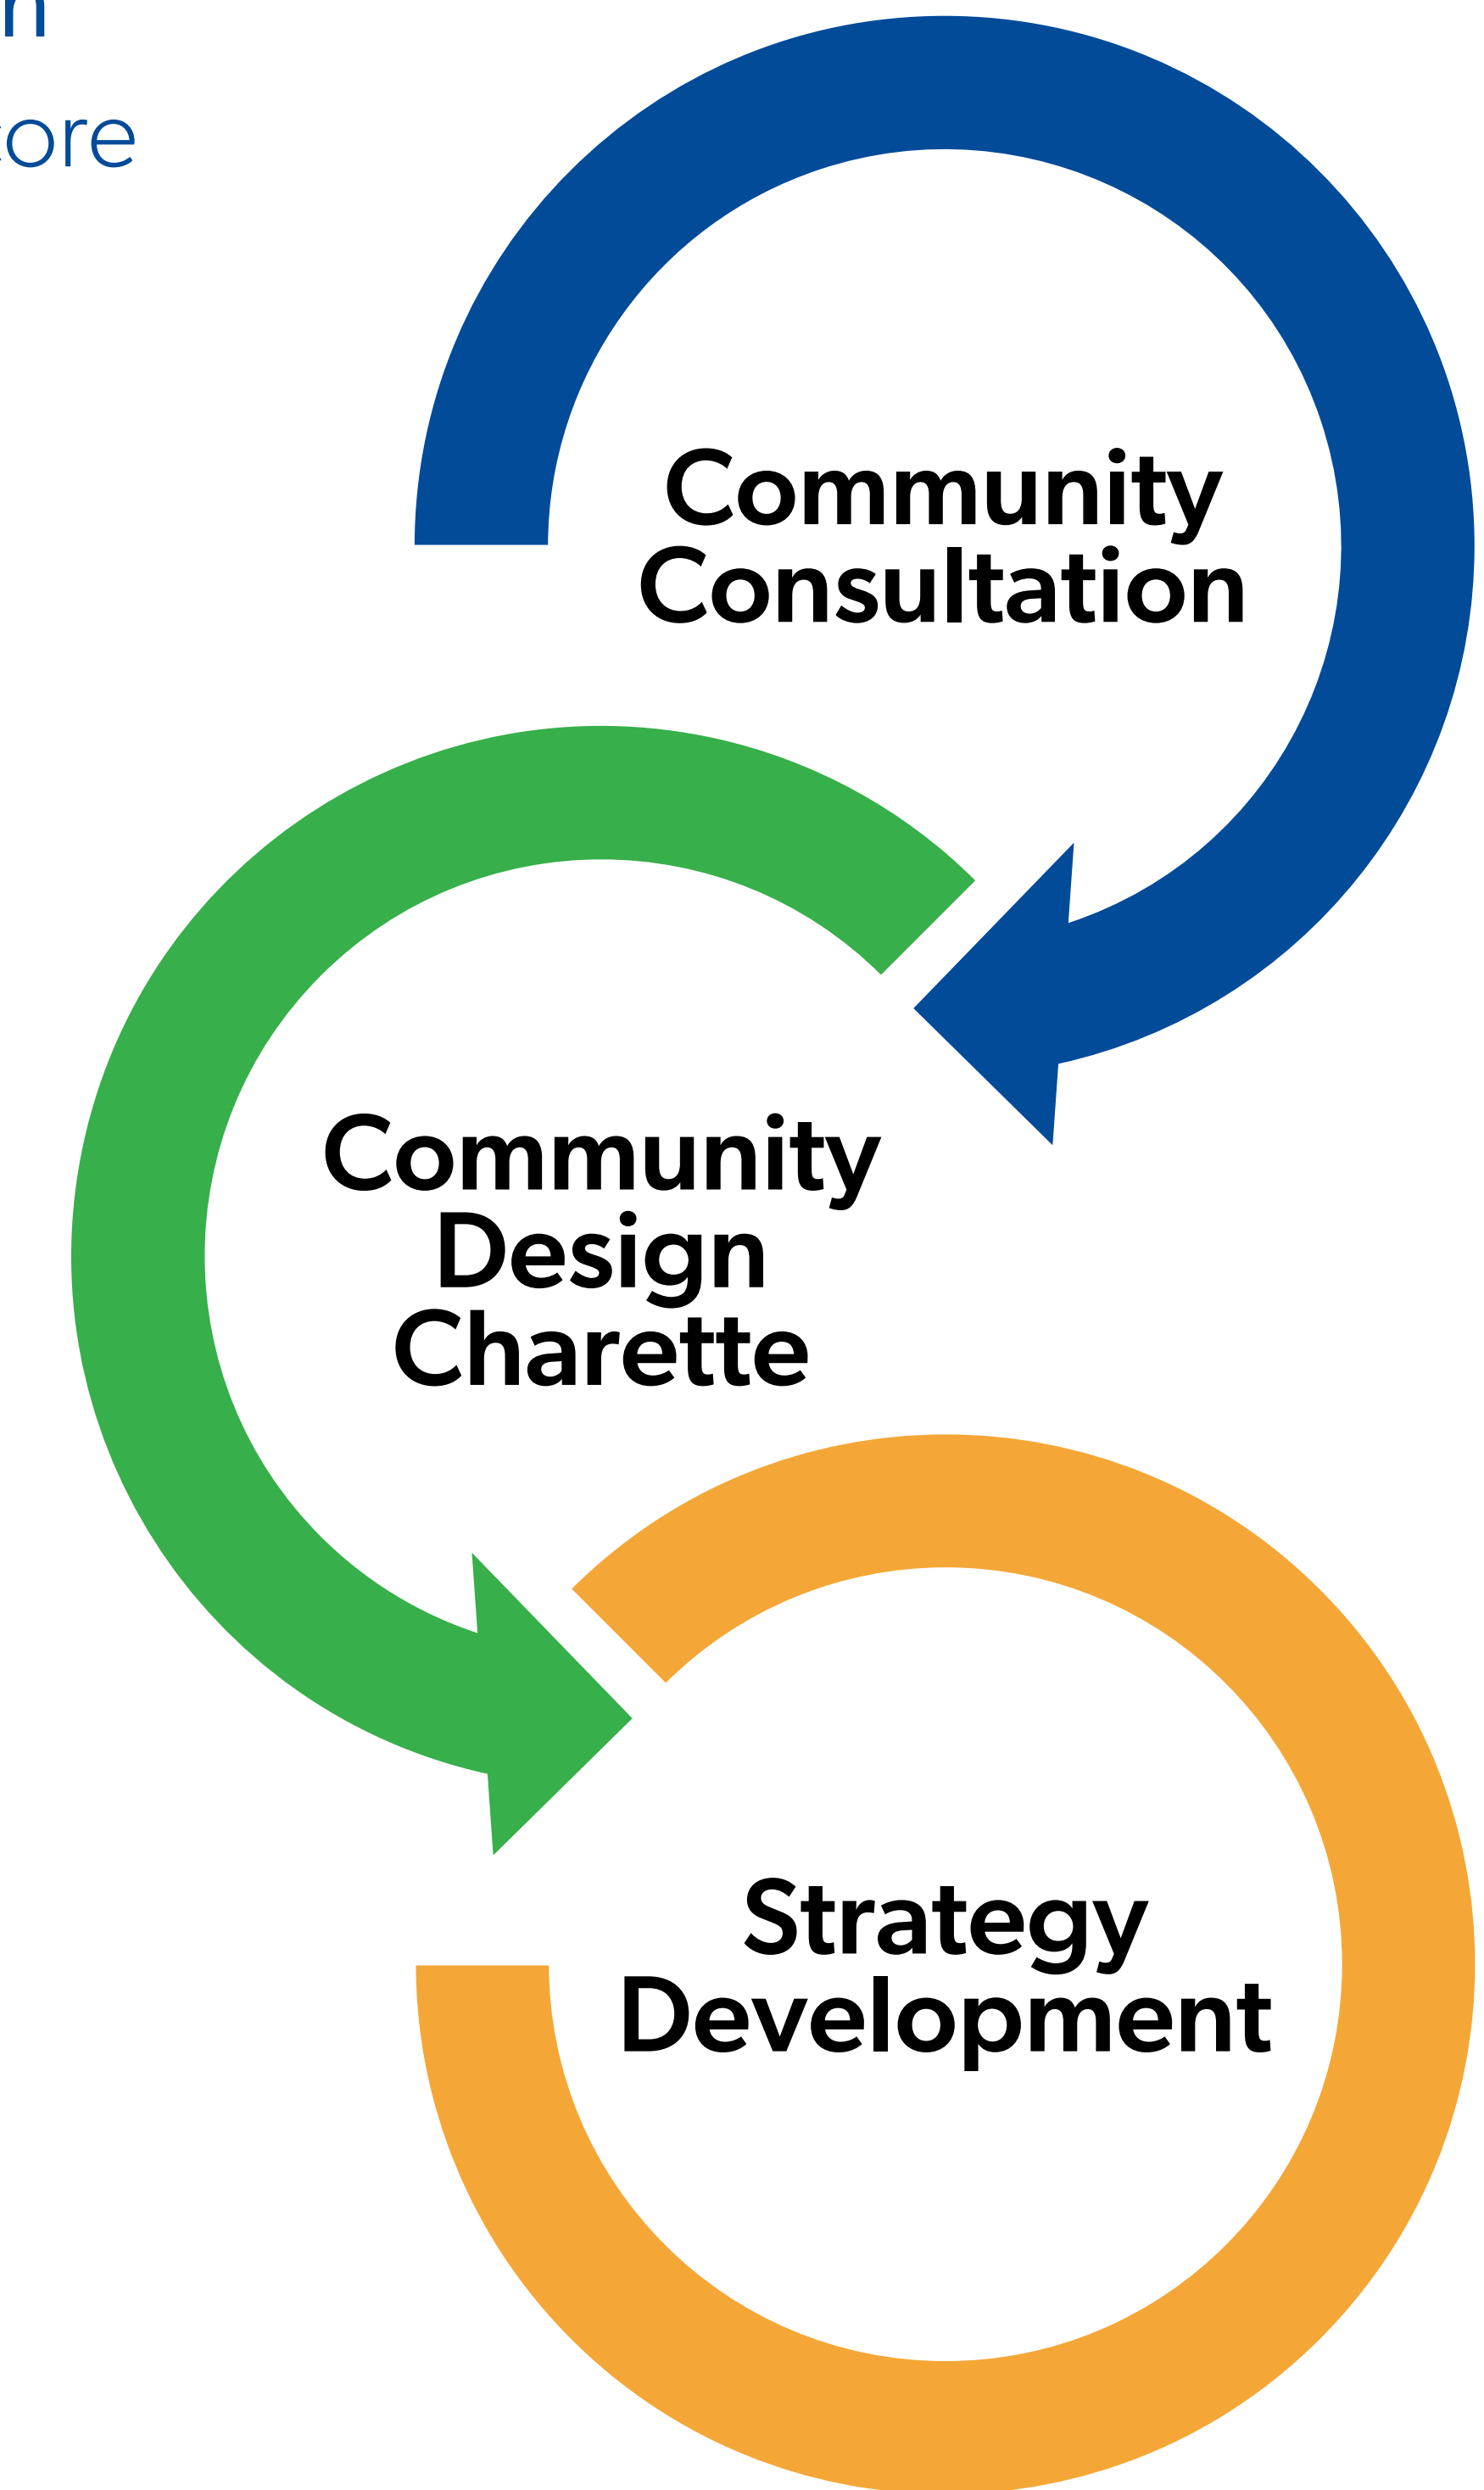 Community
Consultation
Community
Design
Charette
Strategy
Development